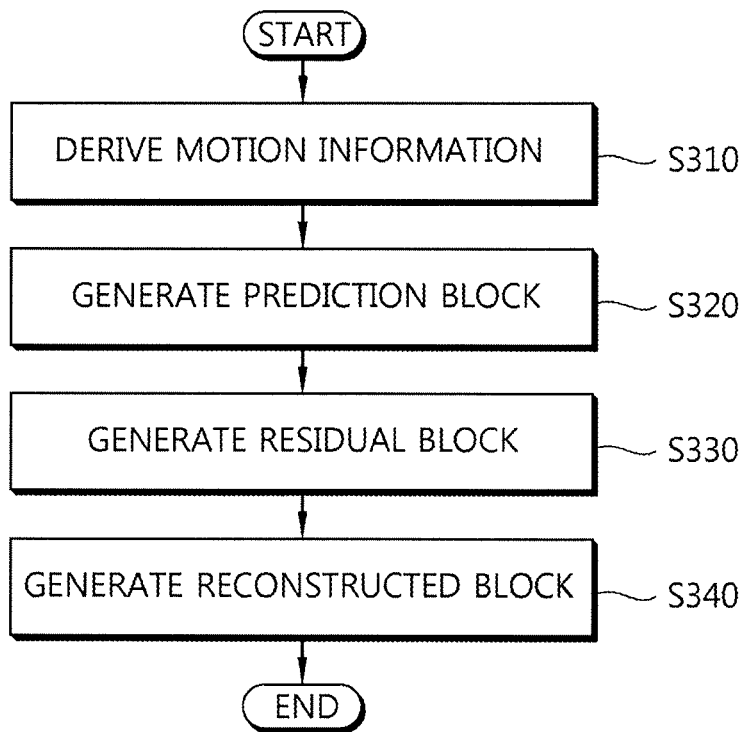 START
DERIVE MOTION INFORMATION
S310
GENERATE PREDICTION BLOCK
S320
GENERATE RESIDUAL BLOCK
S330
GENERATE RECONSTRUCTED BLOCK
S340
END